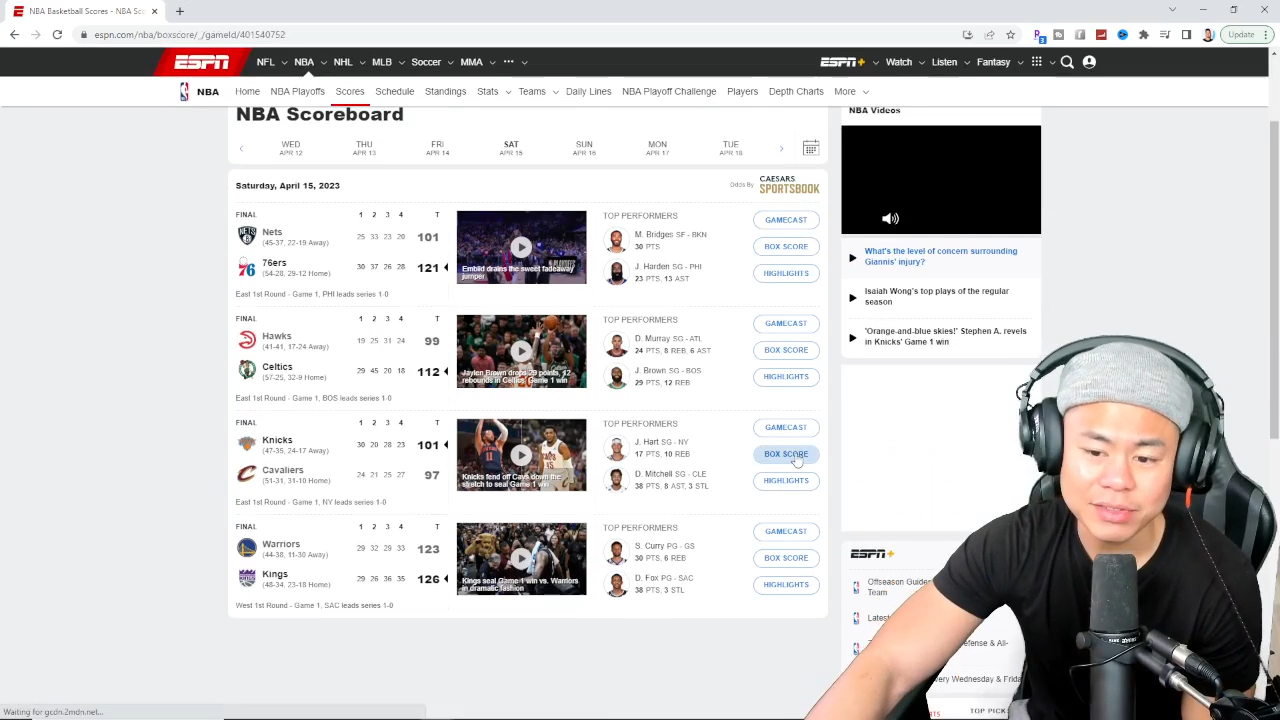 NBA Basketball Scores - NBA Sco
espn.com/nba/boxscore/_/gameId/401540752
Update
ESPN NFL NBA NHL MLB Soccer MMA ESPN+ Watch Listen Fantasy
NBA Home NBA Playoffs Scores Schedule Standings Stats Teams Daily Lines NBA Playoff Challenge Players Depth Charts More
NBA Scoreboard
WED THU FRI SAT SUN MON TUE
APR 12 APR 13 APR 14 APR 15 APR 16 APR 17 APR 18
Saturday, April 15, 2023
Odds By CAESARS SPORTSBOOK
FINAL 1 2 3 4 T
Nets 25 33 23 20 101
(45-37, 22-19 Away)
76ers 30 37 26 28 121
(54-28, 29-12 Home)
East 1st Round - Game 1, PHI leads series 1-0
Embiid drains the sweet fadeaway
jumper
TOP PERFORMERS
M. Bridges SF - BKN
30 PTS
J. Harden SG - PHI
23 PTS, 13 AST
GAMECAST
BOX SCORE
HIGHLIGHTS
FINAL 1 2 3 4 T
Hawks 19 25 31 24 99
(41-41, 17-24 Away)
Celtics 29 45 20 18 112
(57-25, 32-9 Home)
East 1st Round - Game 1, BOS leads series 1-0
Jaylen Brown drops 29 points, 12
rebounds in Celtics' Game 1 win
TOP PERFORMERS
D. Murray SG - ATL
24 PTS, 8 REB, 6 AST
J. Brown SG - BOS
29 PTS, 12 REB
GAMECAST
BOX SCORE
HIGHLIGHTS
FINAL 1 2 3 4 T
Knicks 30 20 28 23 101
(47-35, 24-17 Away)
Cavaliers 24 21 25 27 97
(51-31, 31-10 Home)
East 1st Round - Game 1, NY leads series 1-0
Knicks fend off Cavs down the
stretch to seal Game 1 win
TOP PERFORMERS
J. Hart SG - NY
17 PTS, 10 REB
D. Mitchell SG - CLE
38 PTS, 8 AST, 3 STL
GAMECAST
BOX SCORE
HIGHLIGHTS
FINAL 1 2 3 4 T
Warriors 29 32 29 33 123
(44-38, 11-30 Away)
Kings 29 26 36 35 126
(48-34, 23-18 Home)
West 1st Round - Game 1, SAC leads series 1-0
Kings seal Game 1 win vs. Warriors
in dramatic fashion
TOP PERFORMERS
S. Curry PG - GS
30 PTS, 6 REB
D. Fox PG - SAC
38 PTS, 3 STL
GAMECAST
BOX SCORE
HIGHLIGHTS
NBA Videos
What's the level of concern surrounding
Giannis' injury?
Isaiah Wong's top plays of the regular
season
'Orange-and-blue skies!' Stephen A. revels
in Knicks' Game 1 win
ESPN+
Offseason Guide
Team
Latest
efense & All-
very Wednesday & Frida
TOP PICK
Waiting for gcdn.2mdn.net...